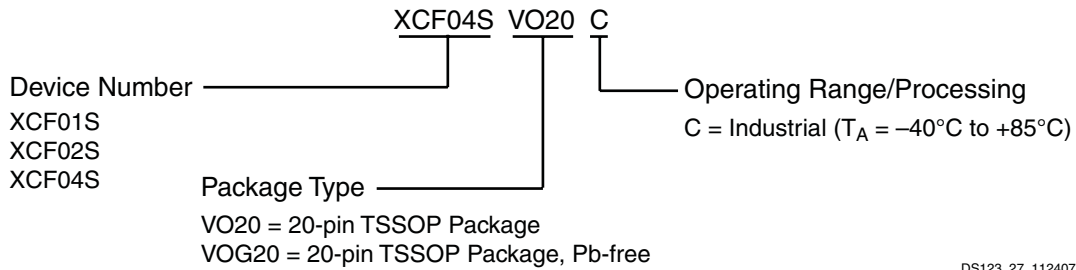 XCF04S VO20 C
Device Number
XCF01S
XCF02S
XCF04S
Package Type
VO20 = 20-pin TSSOP Package
VOG20 = 20-pin TSSOP Package, Pb-free
Operating Range/Processing
C = Industrial (TA = –40°C to +85°C)
DS123_27_112407